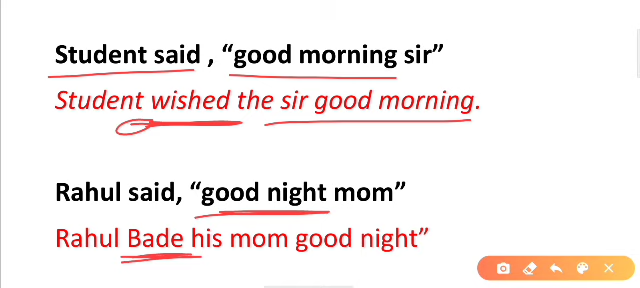 Student said , “good morning sir”
Student wished the sir good morning.
Rahul said, “good night mom”
Rahul Bade his mom good night”